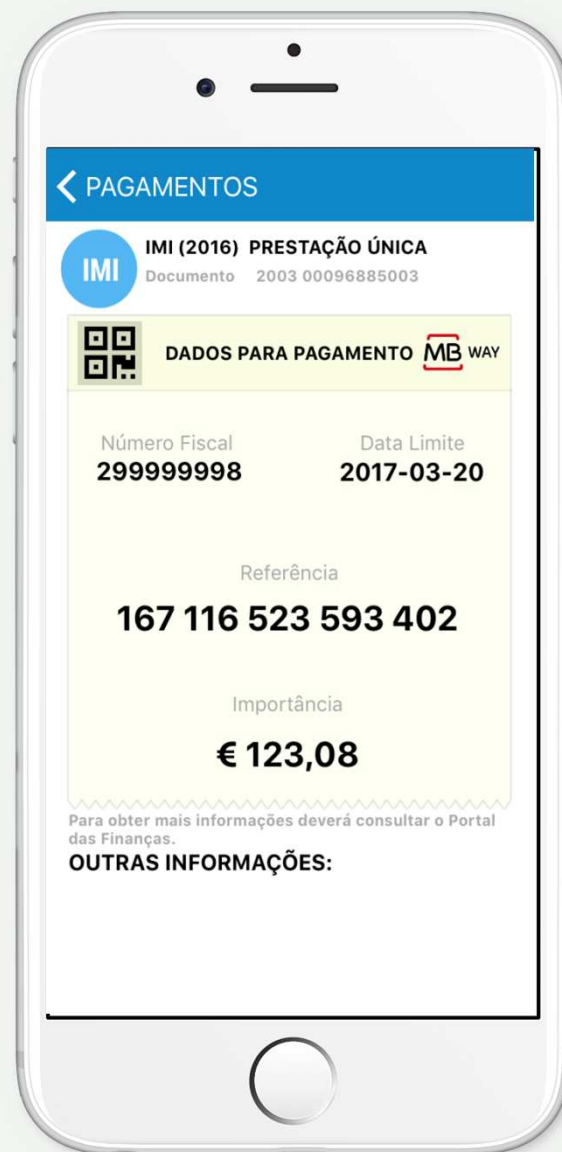 PAGAMENTOS
IMI
IMI (2016) PRESTAÇÃO ÚNICA
Documento 2003 00096885003
DADOS PARA PAGAMENTO MB WAY
Número Fiscal Data Limite
299999998 2017-03-20
Referência
167 116 523 593 402
Importância
€ 123,08
Para obter mais informações deverá consultar o Portal
das Finanças.
OUTRAS INFORMAÇÕES: